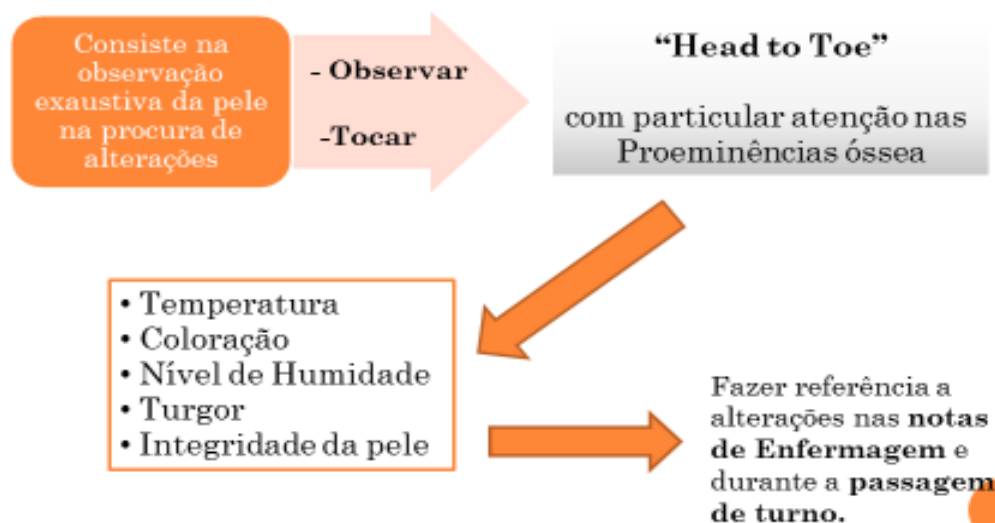 Consiste na
observação
exaustiva da pele
na procura de
alterações
- Observar
-Tocar
“Head to Toe”
com particular atenção nas
Proeminências óssea
• Temperatura
• Coloração
• Nível de Humidade
• Turgor
• Integridade da pele
Fazer referência a
alterações nas notas
de Enfermagem e
durante a passagem
de turno.